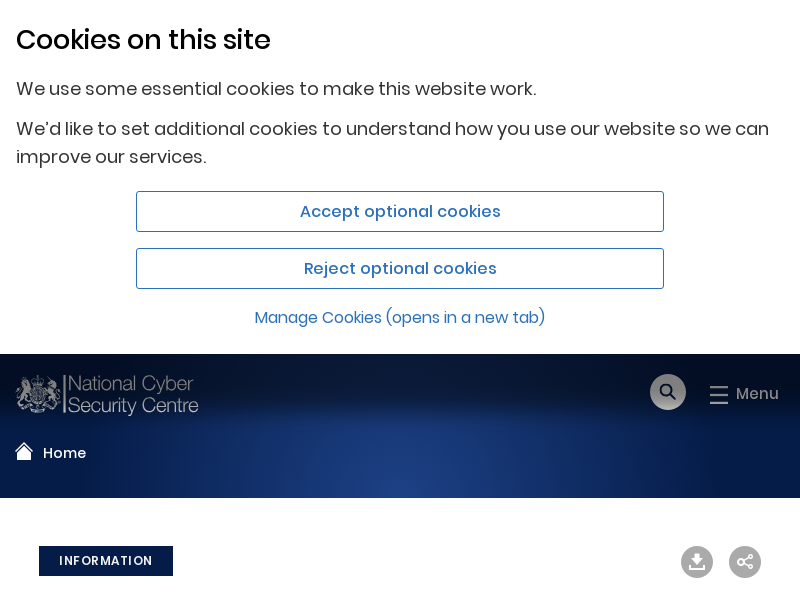 Cookies on this site
We use some essential cookies to make this website work.
We’d like to set additional cookies to understand how you use our website so we can
improve our services.
Accept optional cookies
Reject optional cookies
Manage Cookies (opens in a new tab)
National Cyber
Security Centre
Menu
Home
INFORMATION